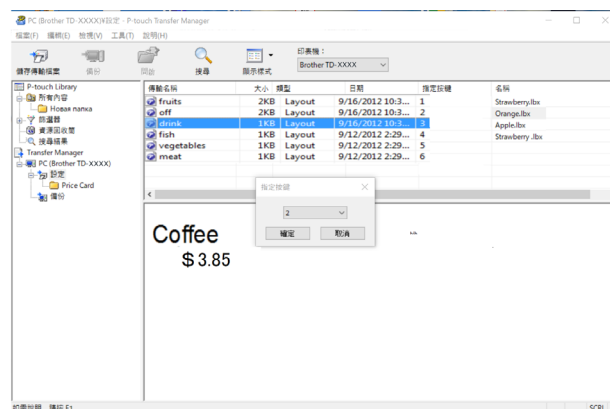 PC (Brother TD-XXXX)¥設定 - P-touch Transfer Manager
檔案(F) 編輯(E) 檢視(V) 工具(T) 說明(H)
儲存傳輸檔案 備份 開啟 搜尋 顯示樣式
印表機：
Brother TD-XXXX
P-touch Library
所有內容
Новая папка
篩選器
資源回收筒
搜尋結果
Transfer Manager
PC (Brother TD-XXXX)
設定
Price Card
備份
傳輸名稱 大小 類型 日期 指定按鍵 名稱
fruits 2KB Layout 9/16/2012 10:3... 1 Strawberry.lbx
off 2KB Layout 9/16/2012 10:3... 2 Orange.lbx
drink 1KB Layout 9/16/2012 10:3... 3 Apple.lbx
fish 1KB Layout 9/12/2012 2:29... 4 Strawberry .lbx
vegetables 1KB Layout 9/12/2012 2:29... 5
meat 1KB Layout 9/12/2012 2:29... 6
指定按鍵
2
確定 取消
Coffee
$ 3.85